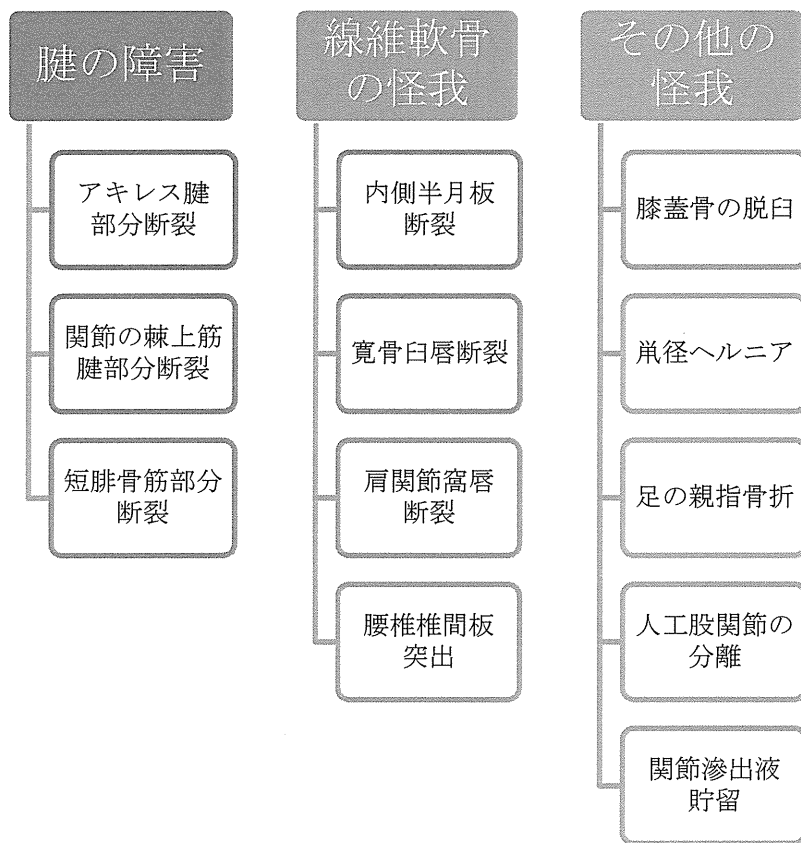 腱の障害
アキレス腱
部分断裂
関節の棘上筋
腱部分断裂
短腓骨筋部分
断裂
線維軟骨
の怪我
内側半月板
断裂
寛骨臼唇断裂
肩関節窩唇
断裂
腰椎椎間板
突出
その他の
怪我
膝蓋骨の脱臼
鼡径ヘルニア
足の親指骨折
人工股関節の
分離
関節滲出液
貯留